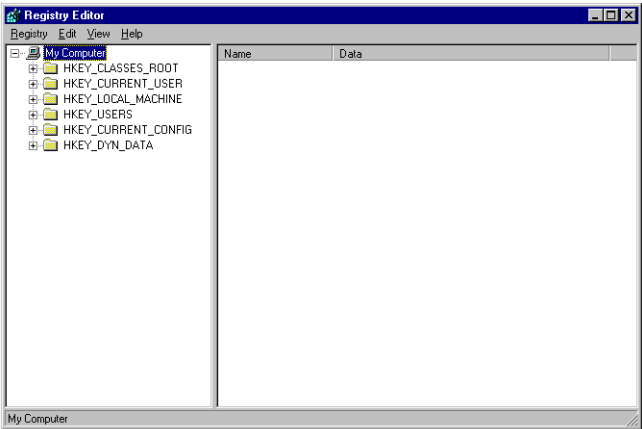 Registry Editor
Registry Edit View Help
My Computer
HKEY_CLASSES_ROOT
HKEY_CURRENT_USER
HKEY_LOCAL_MACHINE
HKEY_USERS
HKEY_CURRENT_CONFIG
HKEY_DYN_DATA
Name Data
My Computer